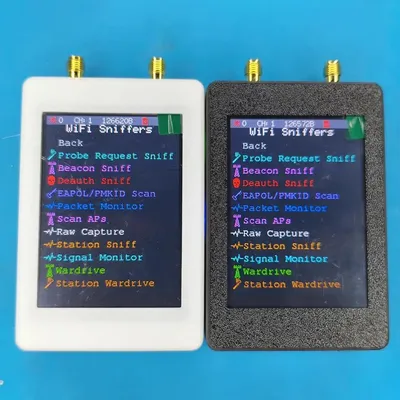 0 CH: 1 126620B
WiFi Sniffers
Back
Probe Request Sniff
Beacon Sniff
Deauth Sniff
EAPOL/PMKID Scan
Packet Monitor
Scan APs
Raw Capture
Station Sniff
Signal Monitor
Wardrive
Station Wardrive
0 CH: 1 126572B
WiFi Sniffers
Back
Probe Request Sniff
Beacon Sniff
Deauth Sniff
EAPOL/PMKID Scan
Packet Monitor
Scan APs
Raw Capture
Station Sniff
Signal Monitor
Wardrive
Station Wardrive